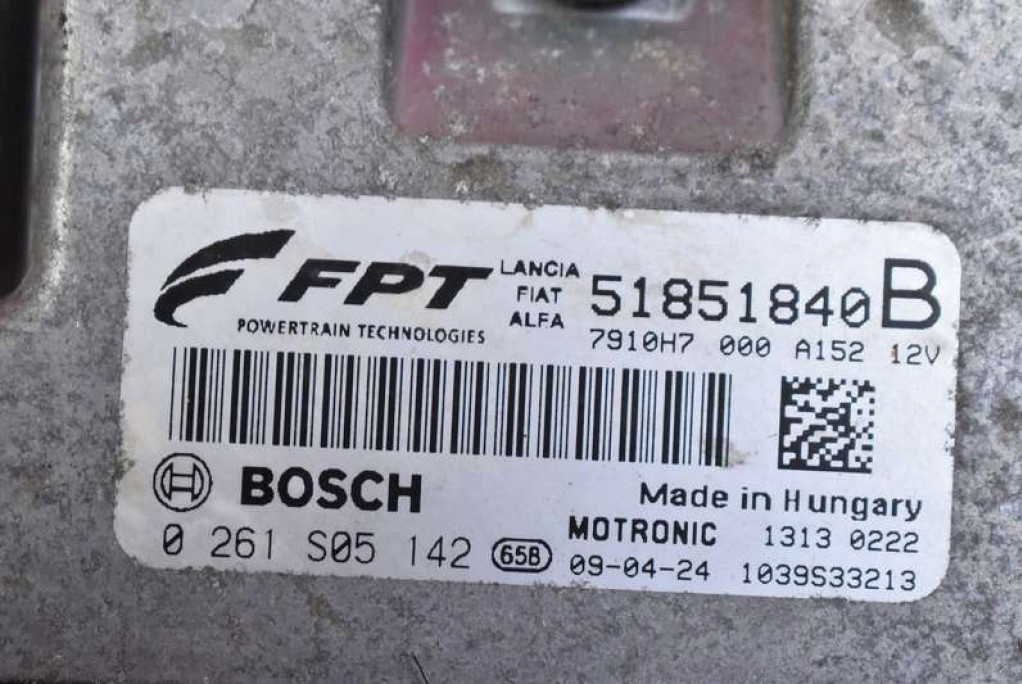 FPT
POWERTRAIN TECHNOLOGIES
LANCIA
FIAT
ALFA
51851840 B
7910H7 000 A152 12V
BOSCH
Made in Hungary
MOTRONIC 1313 0222
0 261 S05 142 65B 09-04-24 1039S33213